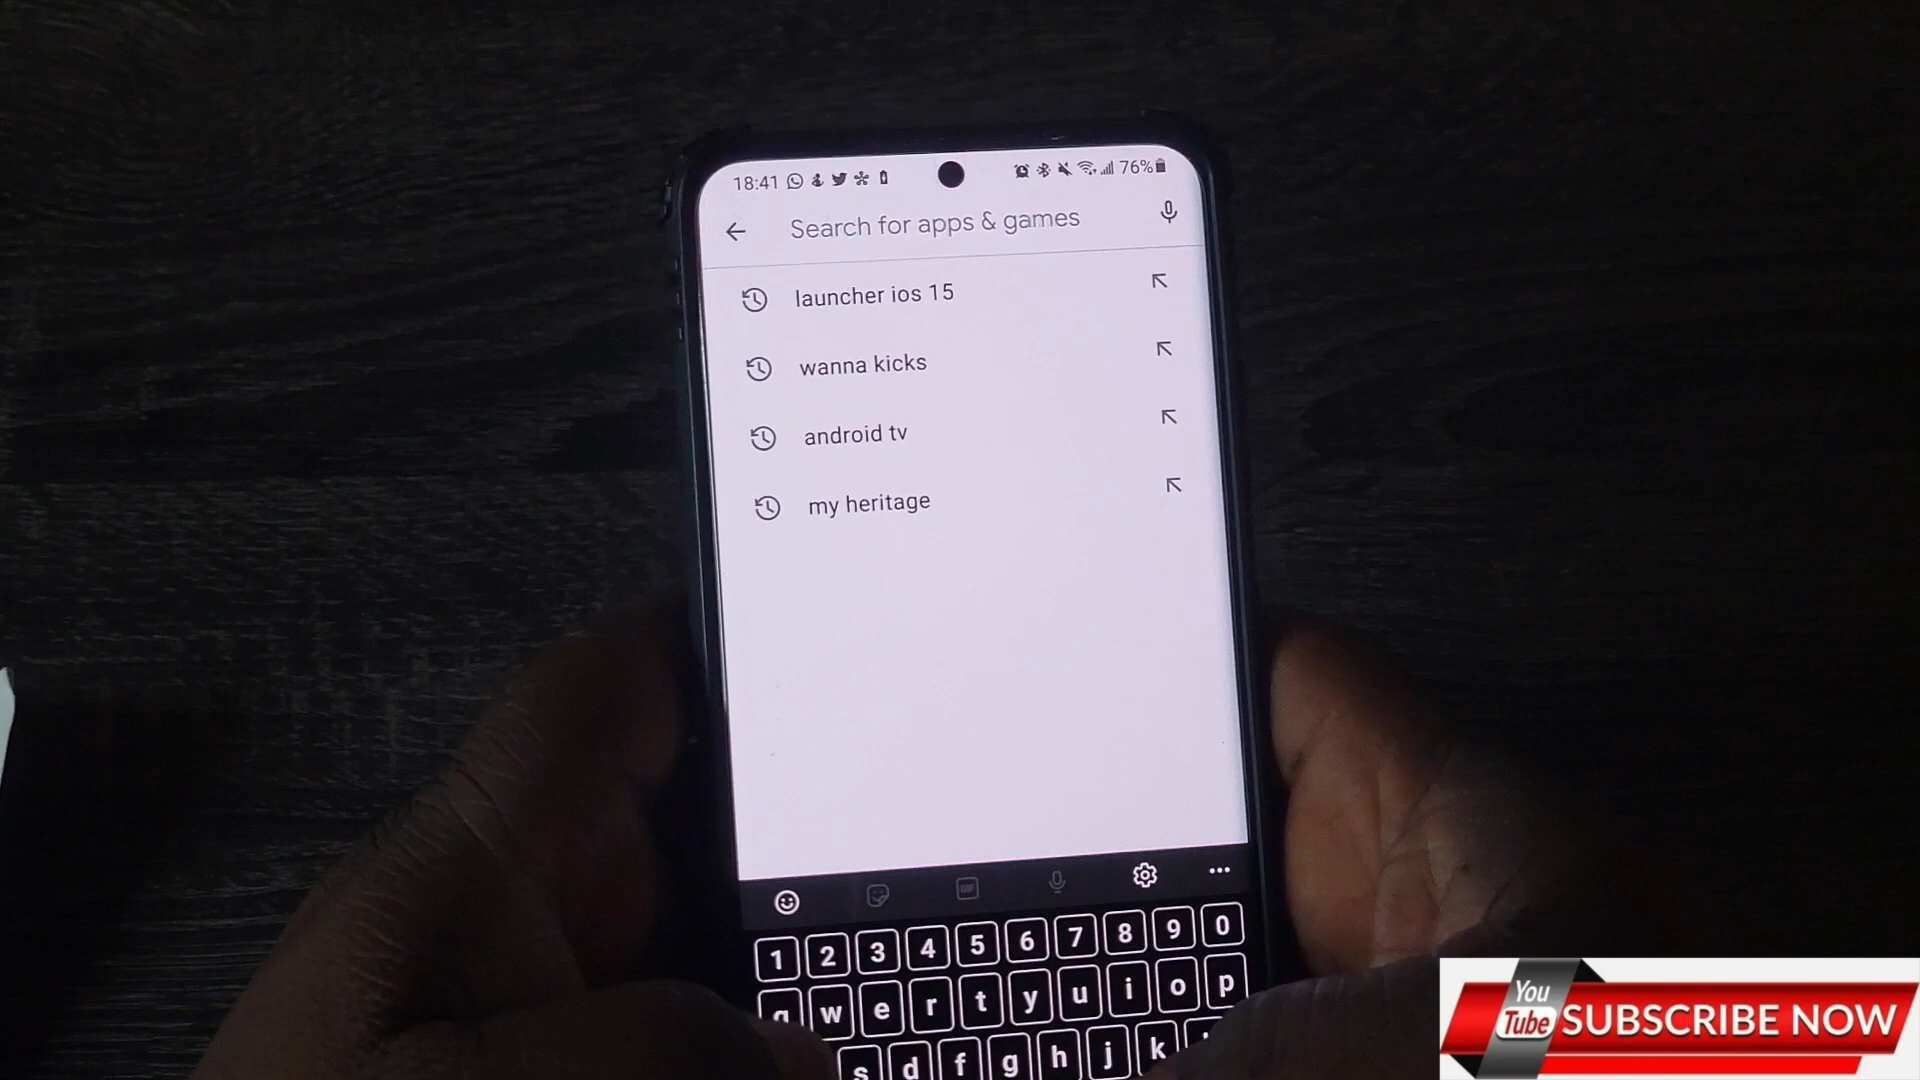 18:41 76%
Search for apps & games
launcher ios 15
wanna kicks
android tv
my heritage
GIF
1 2 3 4 5 6 7 8 9 0
q w e r t y u i o p
s d f g h j k
You Tube SUBSCRIBE NOW